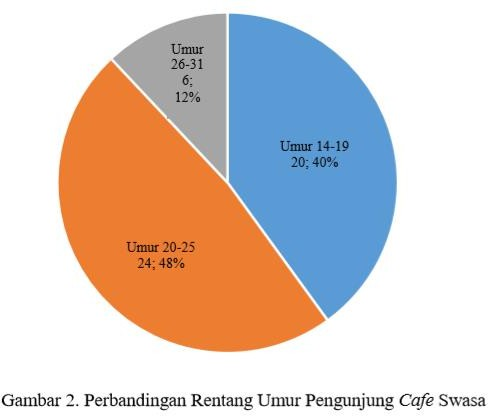 Umur
26-31
6;
12%
Umur 14-19
20; 40%
Umur 20-25
24; 48%
Gambar 2. Perbandingan Rentang Umur Pengunjung Cafe Swasa